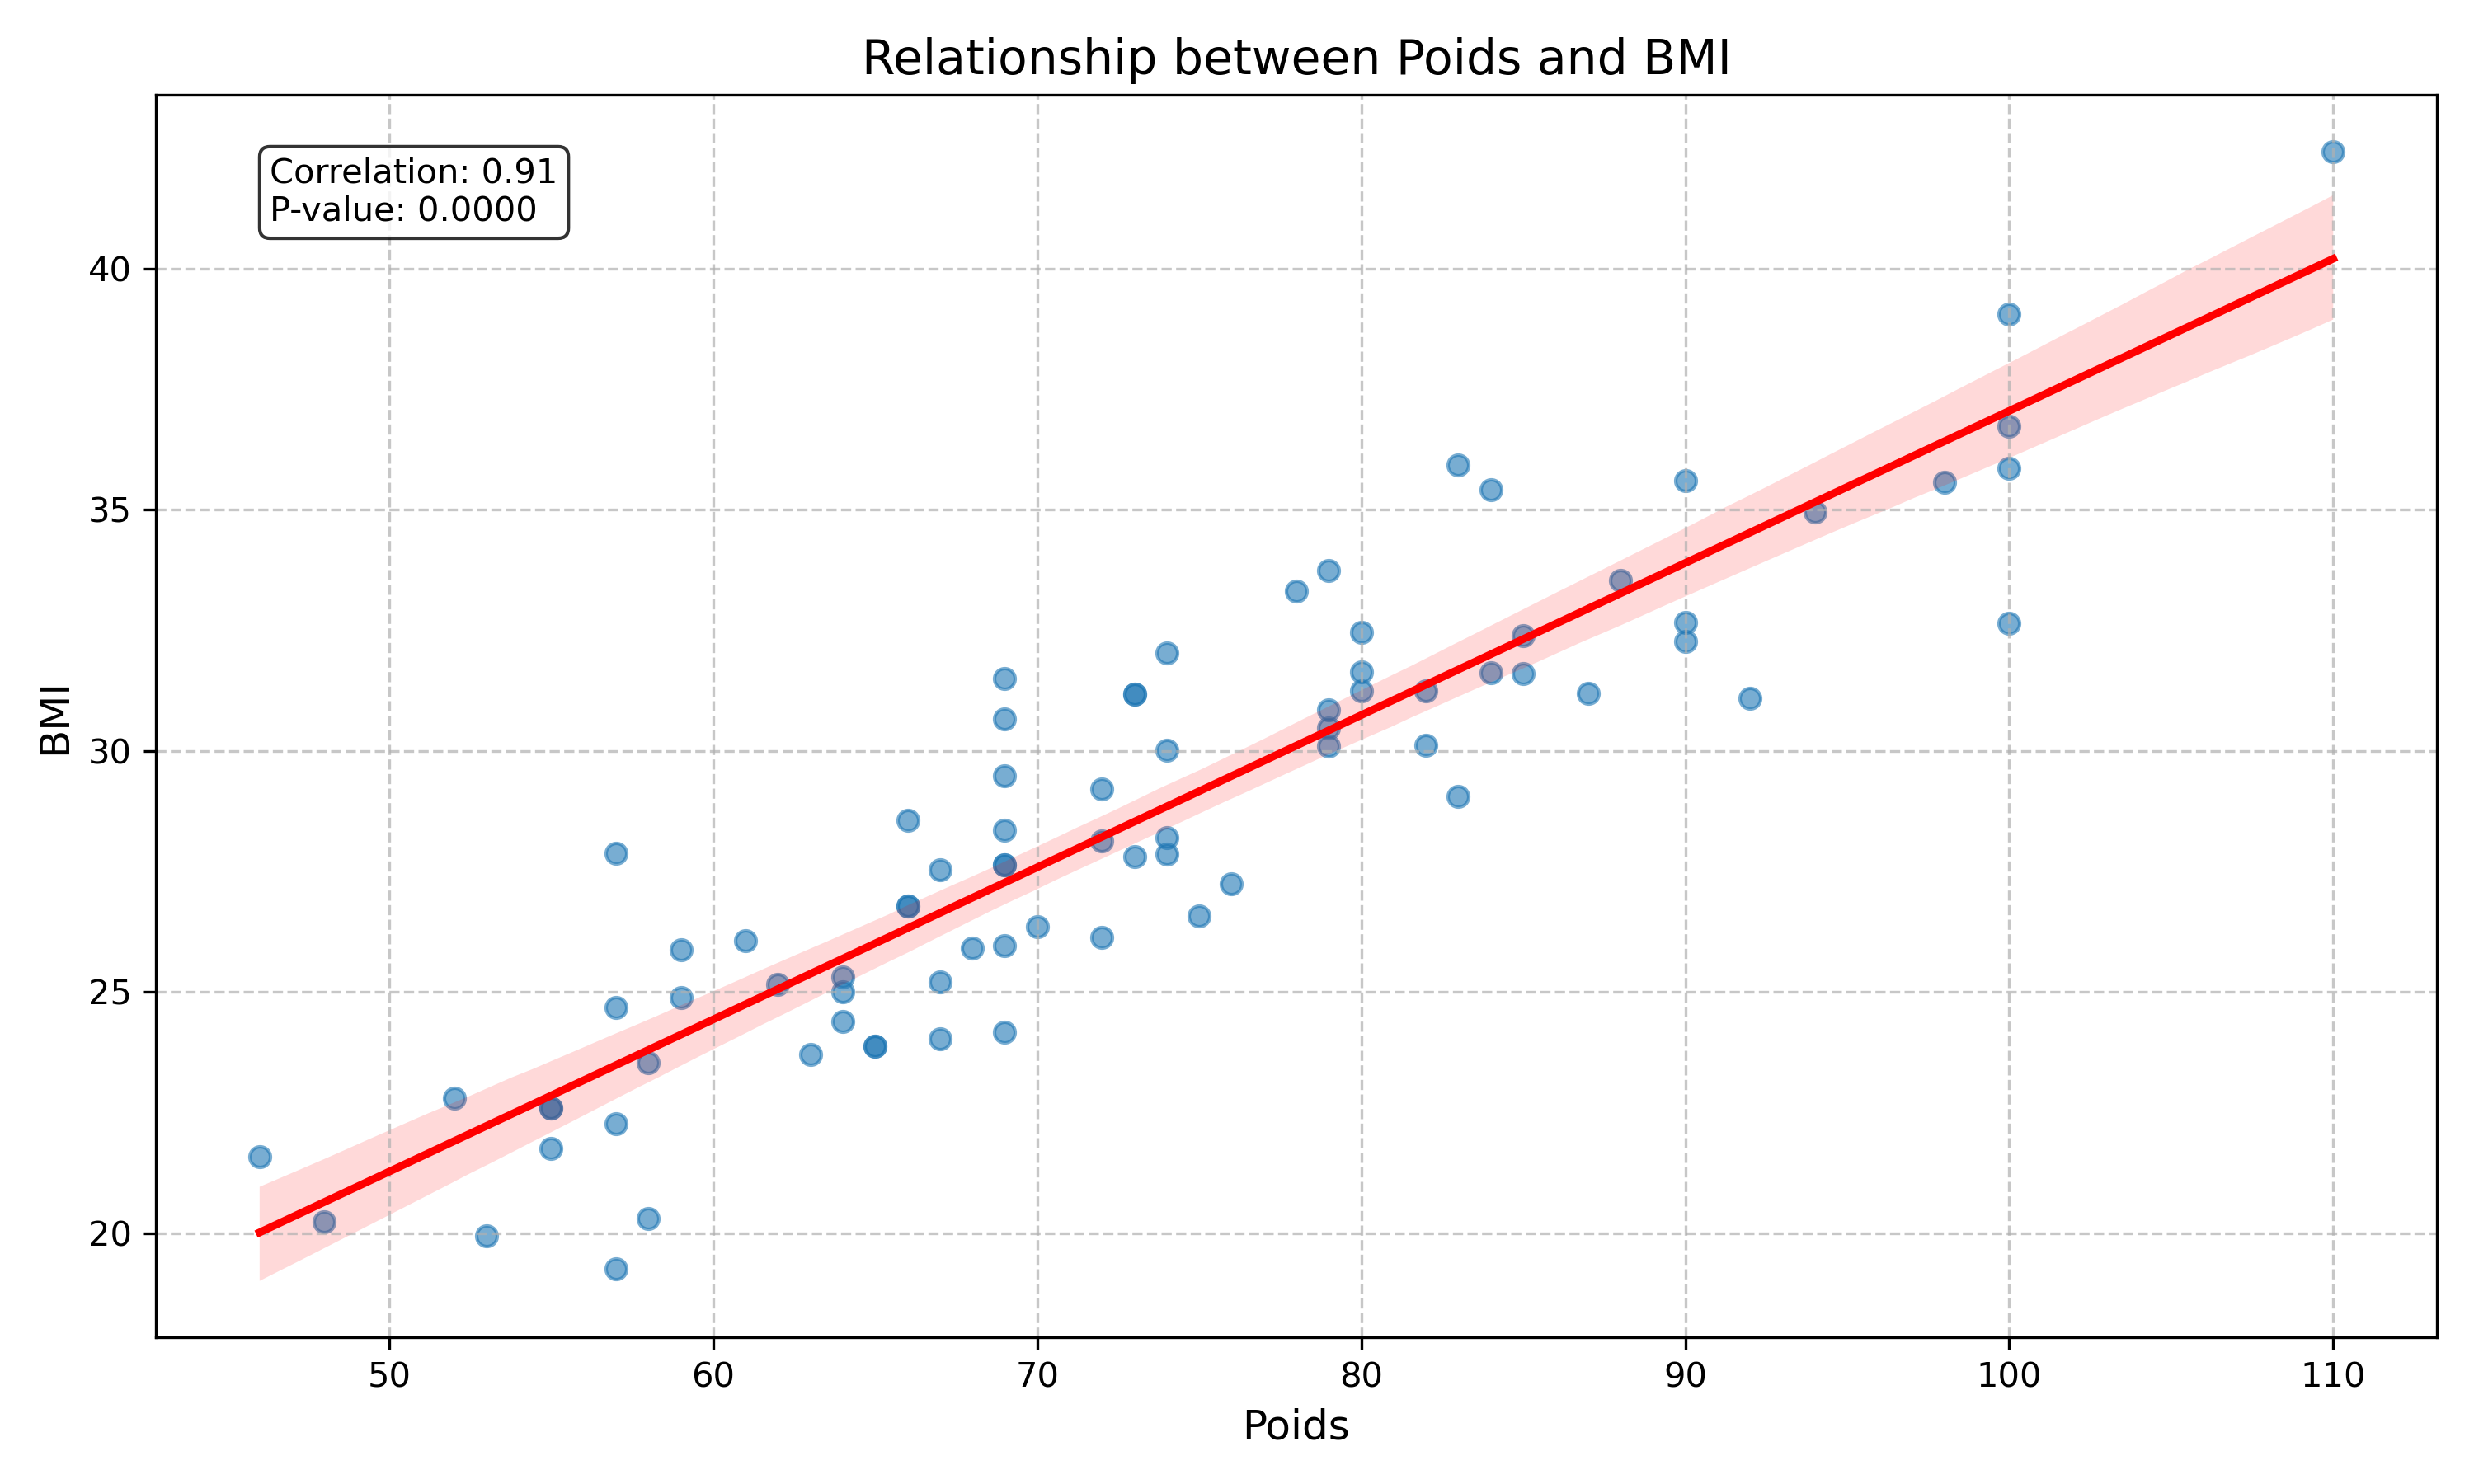 Relationship between Poids and BMI
Correlation: 0.91
P-value: 0.0000
40
35
30
25
20
BMI
50 60 70 80 90 100 110
Poids